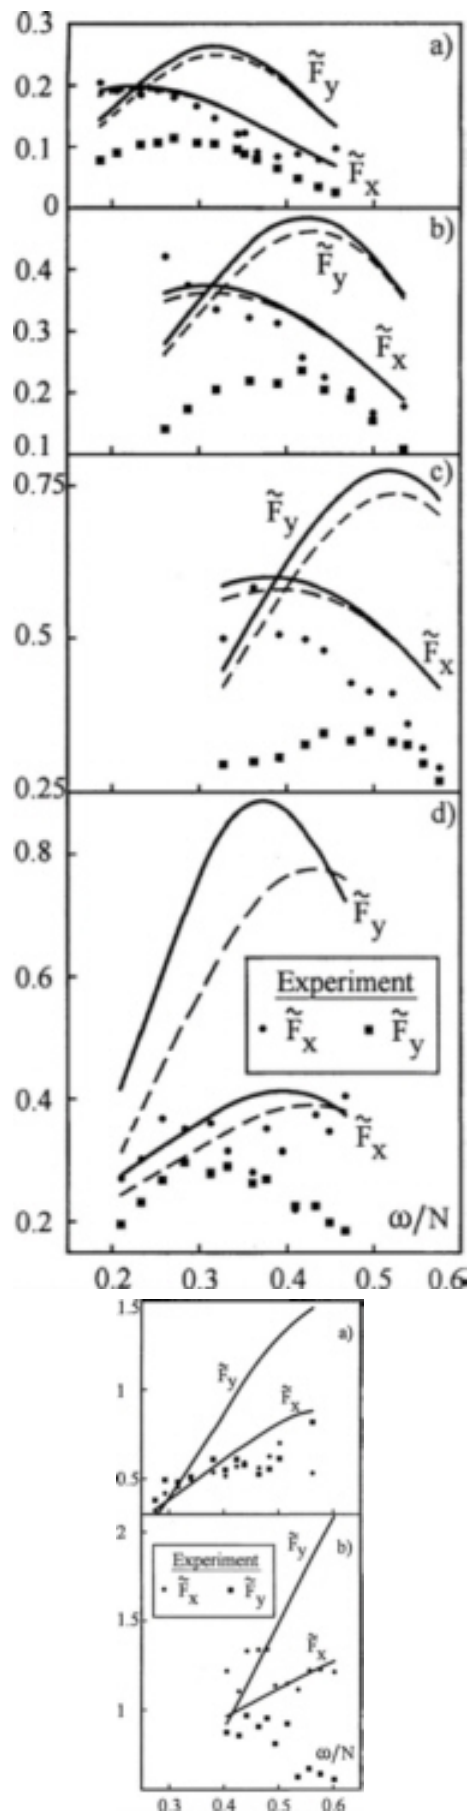 0.3
a)
F̃y
0.2
0.1
F̃x
0
b)
0.4
F̃y
0.3
F̃x
0.2
0.1
c)
0.75
F̃y
0.5
F̃x
0.25
d)
0.8
F̃y
0.6
Experiment
F̃x F̃y
0.4
F̃x
0.2
ω/N
0.2 0.3 0.4 0.5 0.6
1.5
a)
F̃y
F̃x
1
0.5
2
F̃y
b)
Experiment
F̃x F̃y
1.5
F̃x
1
ω/N
0.3 0.4 0.5 0.6